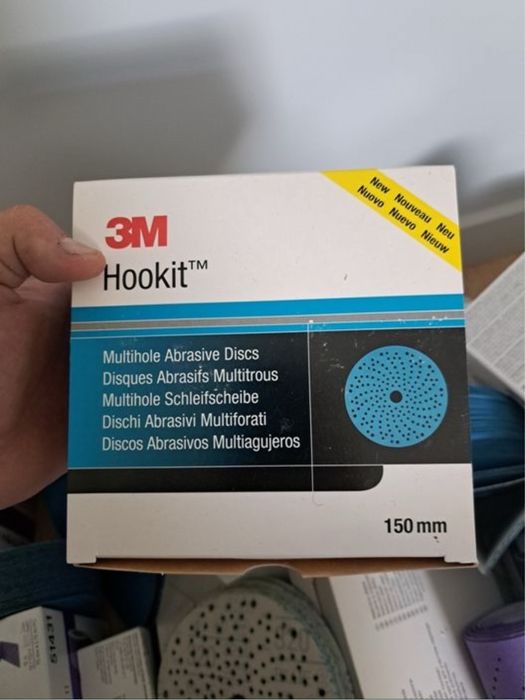 3M
Hookit™
New Nouveau Neu
Nuovo Nuevo Nieuw
Multihole Abrasive Discs
Disques Abrasifs Multitrous
Multihole Schleifscheibe
Dischi Abrasivi Multiforati
Discos Abrasivos Multiagujeros
150 mm
51431